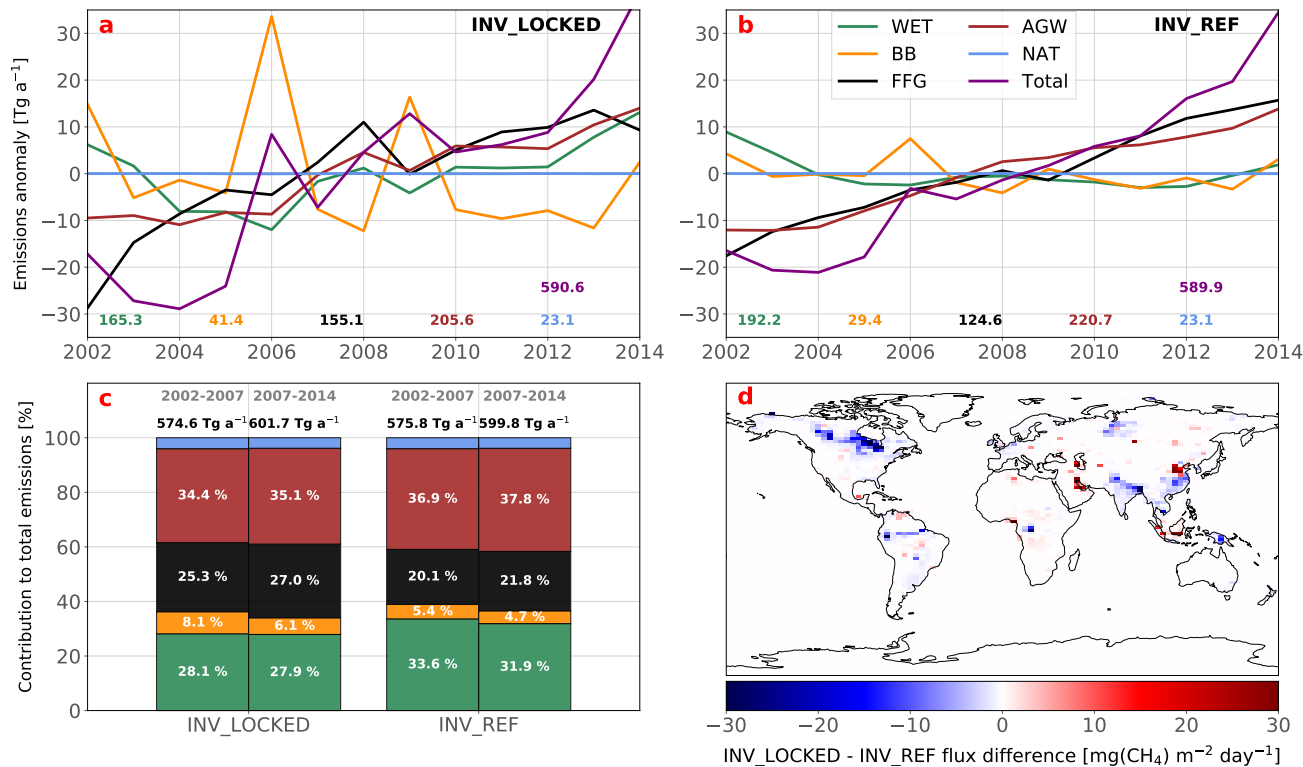 a
INV_LOCKED
Emissions anomaly [Tg a⁻¹]
30
20
10
0
−10
−20
−30
590.6
165.3 41.4 155.1 205.6 23.1
2002 2004 2006 2008 2010 2012 2014
b
INV_REF
WET AGW
BB NAT
FFG Total
30
20
10
0
−10
−20
−30
589.9
192.2 29.4 124.6 220.7 23.1
2002 2004 2006 2008 2010 2012 2014
c
2002-2007 2007-2014 2002-2007 2007-2014
574.6 Tg a⁻¹ 601.7 Tg a⁻¹ 575.8 Tg a⁻¹ 599.8 Tg a⁻¹
Contribution to total emissions [%]
100
80
60
40
20
0
34.4 % 35.1 % 36.9 % 37.8 %
25.3 % 27.0 % 20.1 % 21.8 %
8.1 % 6.1 % 5.4 % 4.7 %
28.1 % 27.9 % 33.6 % 31.9 %
INV_LOCKED INV_REF
d
−30 −20 −10 0 10 20 30
INV_LOCKED - INV_REF flux difference [mg(CH₄) m⁻² day⁻¹]